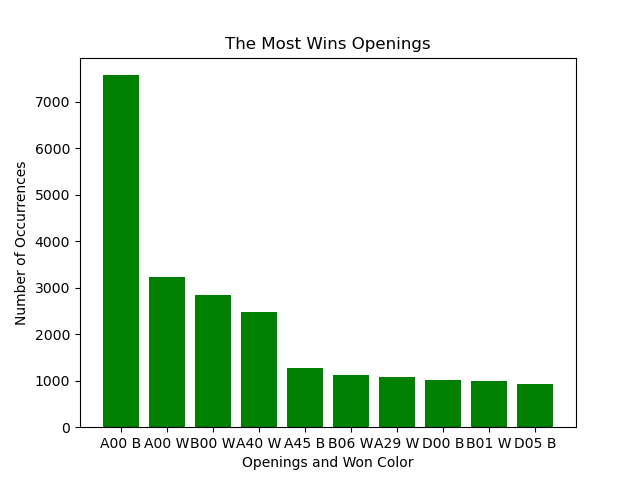 The Most Wins Openings
Number of Occurrences
7000
6000
5000
4000
3000
2000
1000
0
A00 B A00 W B00 W A40 W A45 B B06 W A29 W D00 B B01 W D05 B
Openings and Won Color